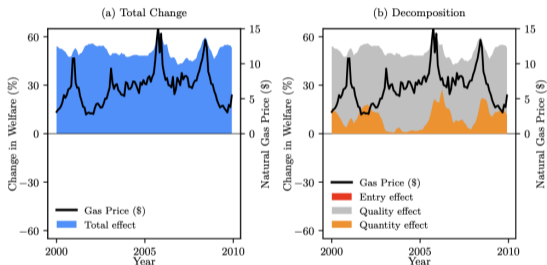 (a) Total Change
60
30
0
−30
−60
15
10
5
0
Change in Welfare (%)
Natural Gas Price ($)
Gas Price ($)
Total effect
2000
2005
2010
Year
(b) Decomposition
60
30
0
−30
−60
15
10
5
0
Change in Welfare (%)
Natural Gas Price ($)
Gas Price ($)
Entry effect
Quality effect
Quantity effect
2000
2005
2010
Year